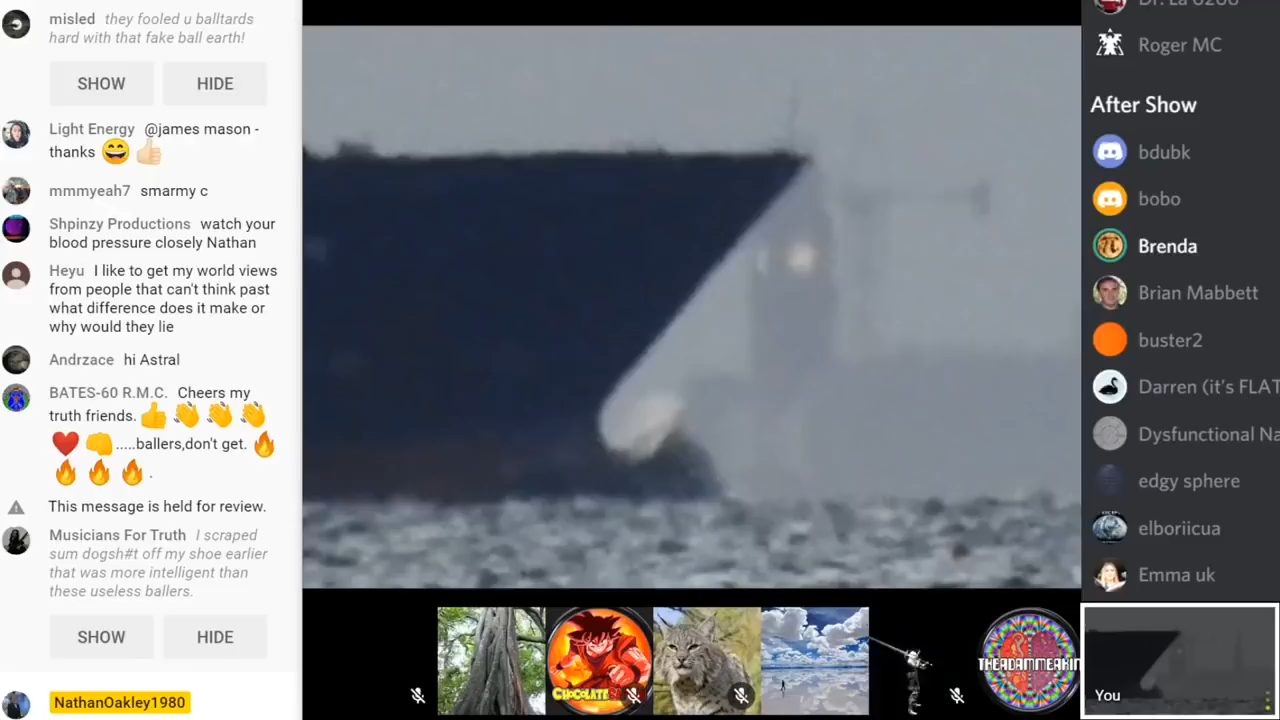 misled they fooled u balltards
hard with that fake ball earth!
SHOW HIDE
Light Energy @james mason -
thanks 😄 👍🏻
mmmyeah7 smarmy c
Shpinzy Productions watch your
blood pressure closely Nathan
Heyu I like to get my world views
from people that can't think past
what difference does it make or
why would they lie
Andrzace hi Astral
BATES-60 R.M.C. Cheers my
truth friends. 👍 👏 👏 👏
❤️ 👊 .....ballers,don't get. 🔥
🔥 🔥 🔥 .
This message is held for review.
Musicians For Truth I scraped
sum dogsh#t off my shoe earlier
that was more intelligent than
these useless ballers.
SHOW HIDE
NathanOakley1980
CHOCOLATE
THEADAMMEAKIN
Roger MC
After Show
bdubk
bobo
Brenda
Brian Mabbett
buster2
Darren (it's FLAT
Dysfunctional Na
edgy sphere
elboriicua
Emma uk
You